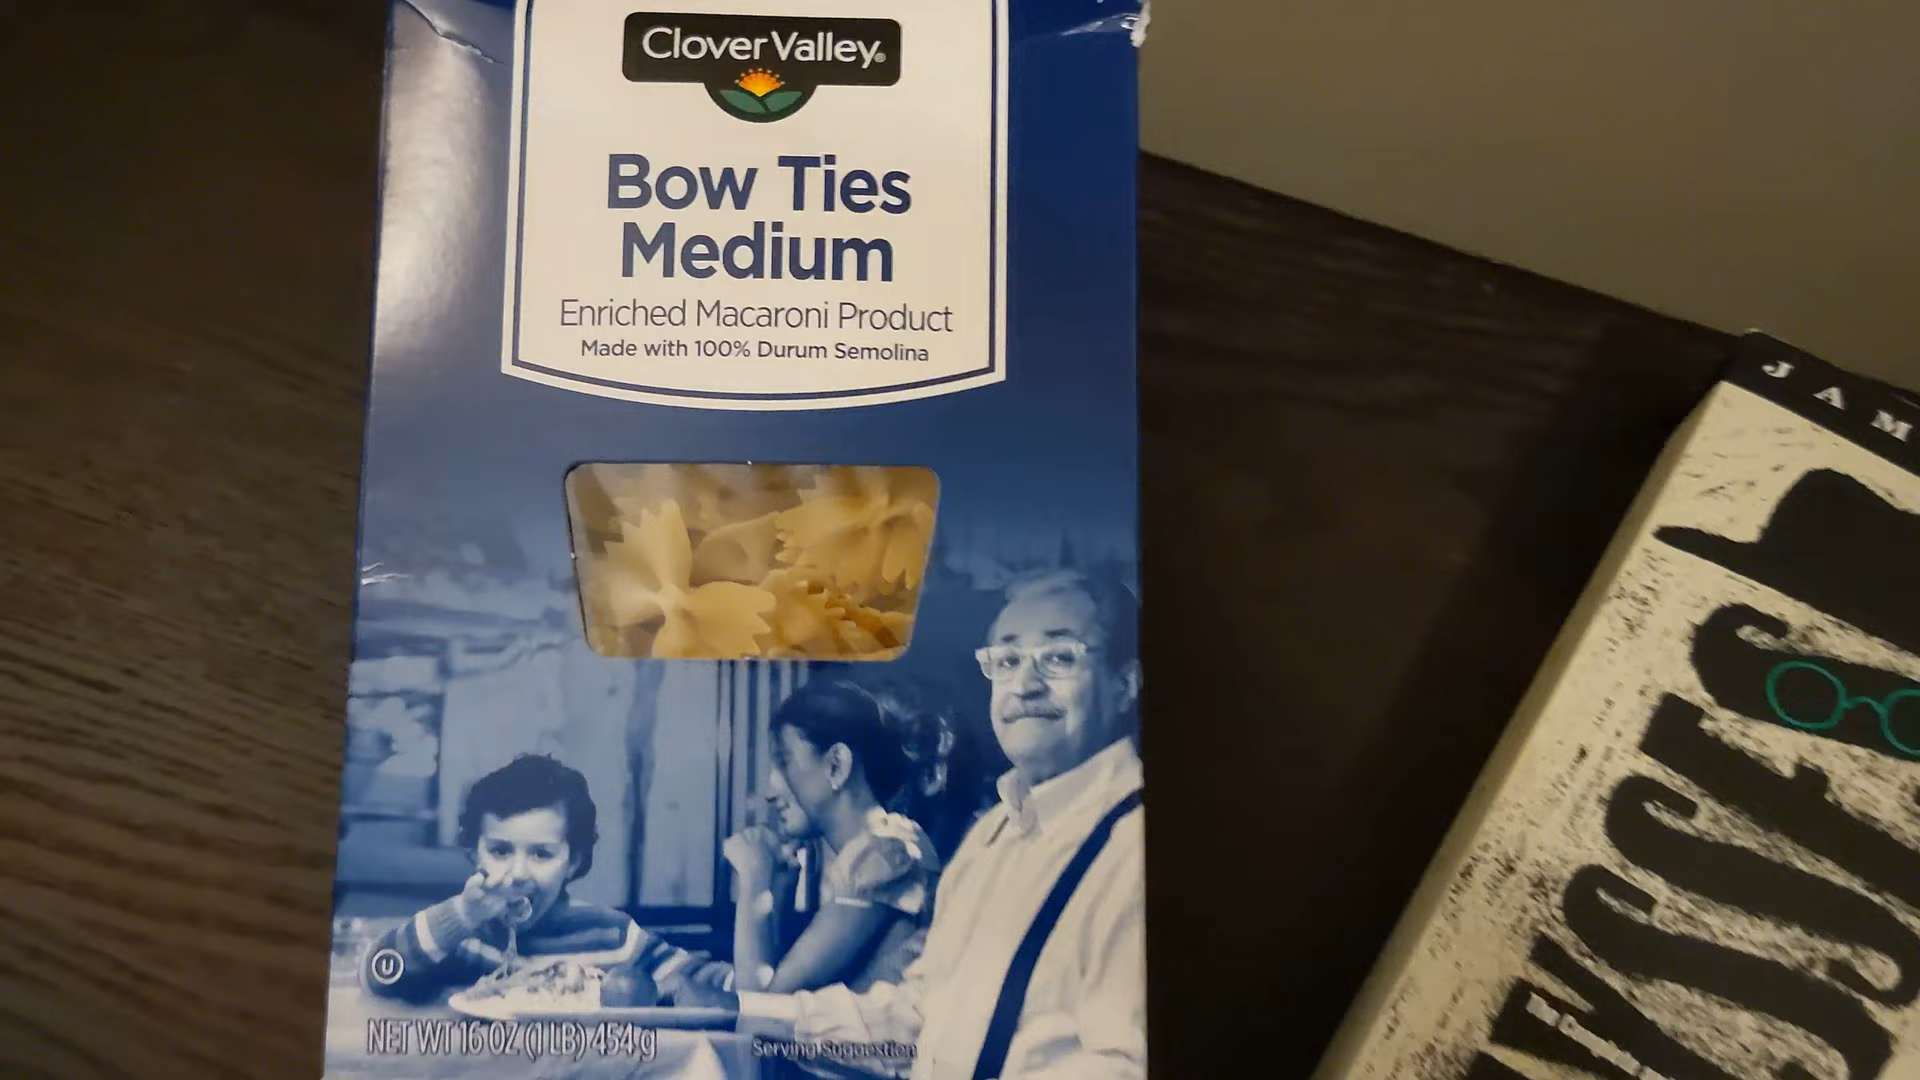 Clover Valley®
Bow Ties
Medium
Enriched Macaroni Product
Made with 100% Durum Semolina
U
NET WT 16 OZ (1 LB) 454 g
Serving Suggestion
JAM